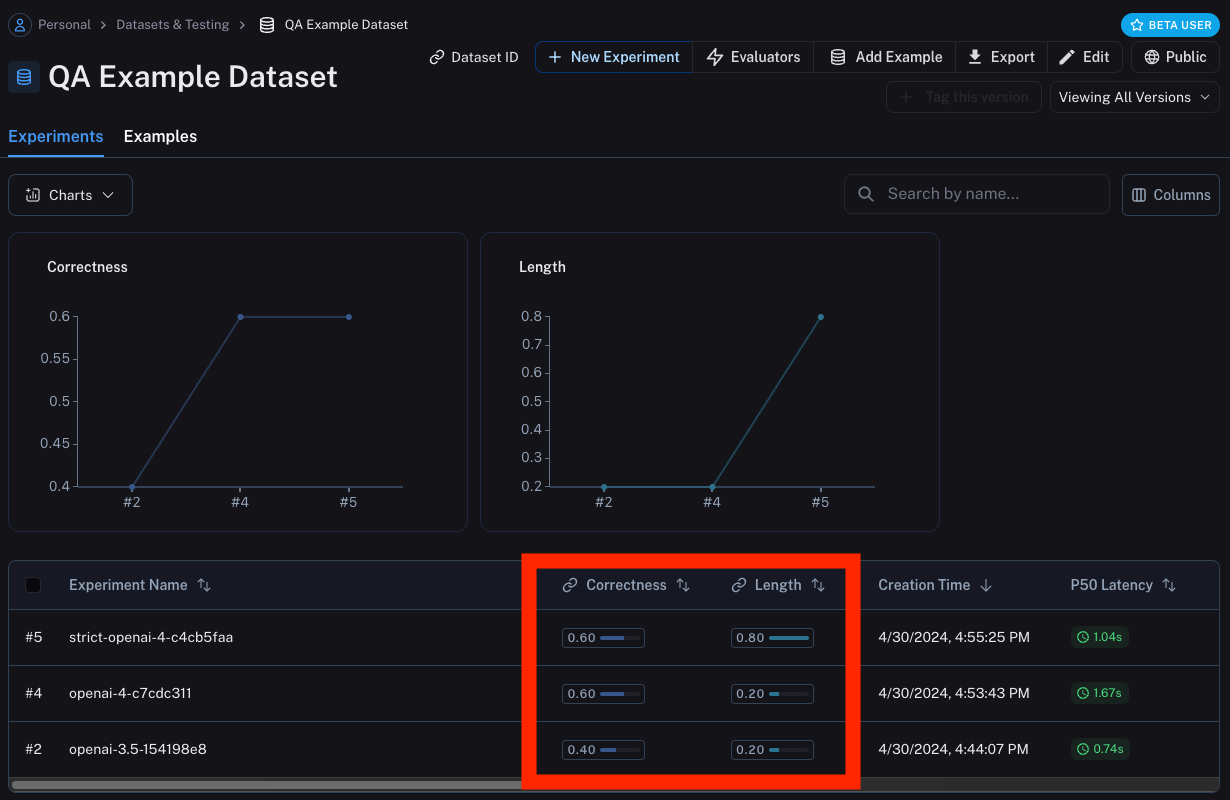 Personal > Datasets & Testing > QA Example Dataset
BETA USER
QA Example Dataset
Dataset ID
+ New Experiment
Evaluators
Add Example
Export
Edit
Public
+ Tag this version
Viewing All Versions
Experiments
Examples
Charts
Search by name...
Columns
Correctness
0.6
0.55
0.5
0.45
0.4
#2 #4 #5
Length
0.8
0.7
0.6
0.5
0.4
0.3
0.2
#2 #4 #5
Experiment Name Correctness Length Creation Time P50 Latency
#5 strict-openai-4-c4cb5faa 0.60 0.80 4/30/2024, 4:55:25 PM 1.04s
#4 openai-4-c7cdc311 0.60 0.20 4/30/2024, 4:53:43 PM 1.67s
#2 openai-3.5-154198e8 0.40 0.20 4/30/2024, 4:44:07 PM 0.74s